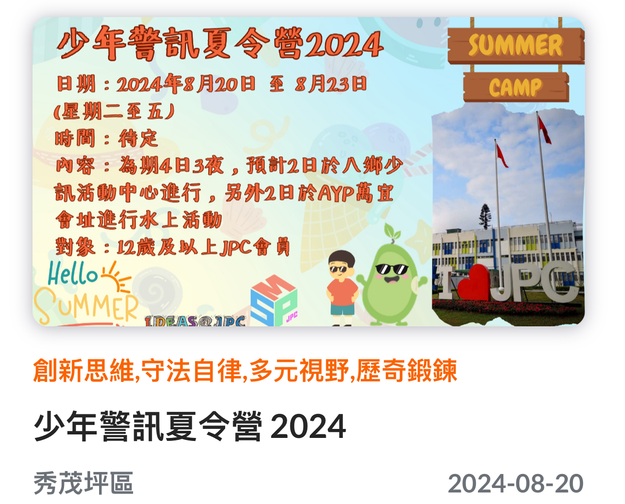 少年警訊夏令營2024
日期：2024年8月20日 至 8月23日
(星期二至五)
時間：待定
內容：為期4日3夜，預計2日於八鄉少
訊活動中心進行，另外2日於AYP萬宜
會址進行水上活動
對象：12歲及以上JPC會員
SUMMER
CAMP
Hello
SUMMER
IDEAS@JPC
MSP
JPC
I JPC
創新思維,守法自律,多元視野,歷奇鍛鍊
少年警訊夏令營 2024
秀茂坪區
2024-08-20